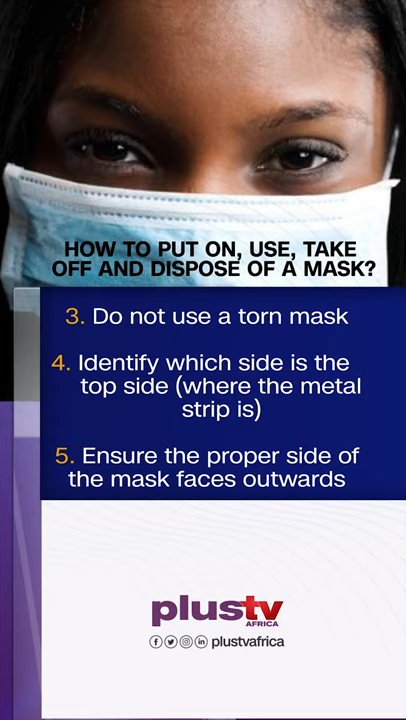 HOW TO PUT ON, USE, TAKE
OFF AND DISPOSE OF A MASK?
3. Do not use a torn mask
4. Identify which side is the
top side (where the metal
strip is)
5. Ensure the proper side of
the mask faces outwards
plustv
AFRICA
plustvafrica